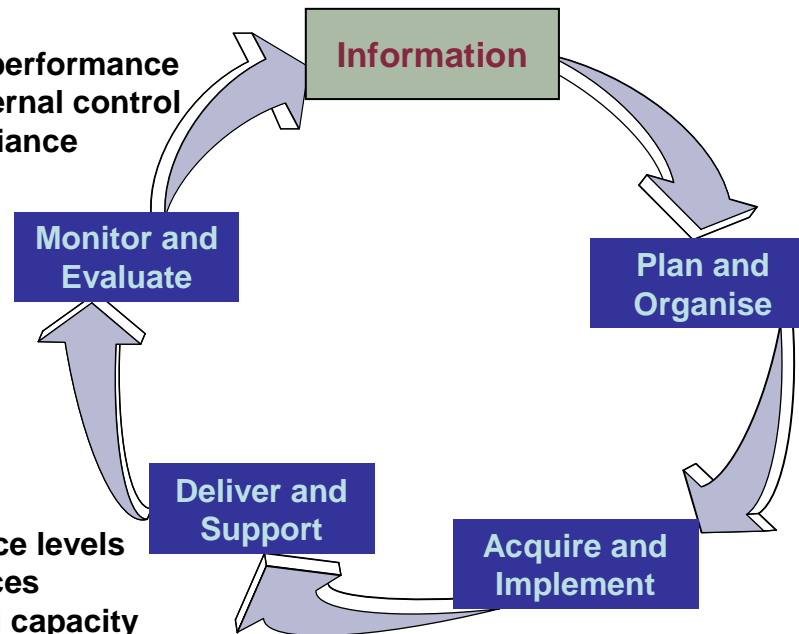 Information
performance
ernal control
iance
Monitor and
Evaluate
Plan and
Organise
Deliver and
Support
Acquire and
Implement
ce levels
ces
capacity